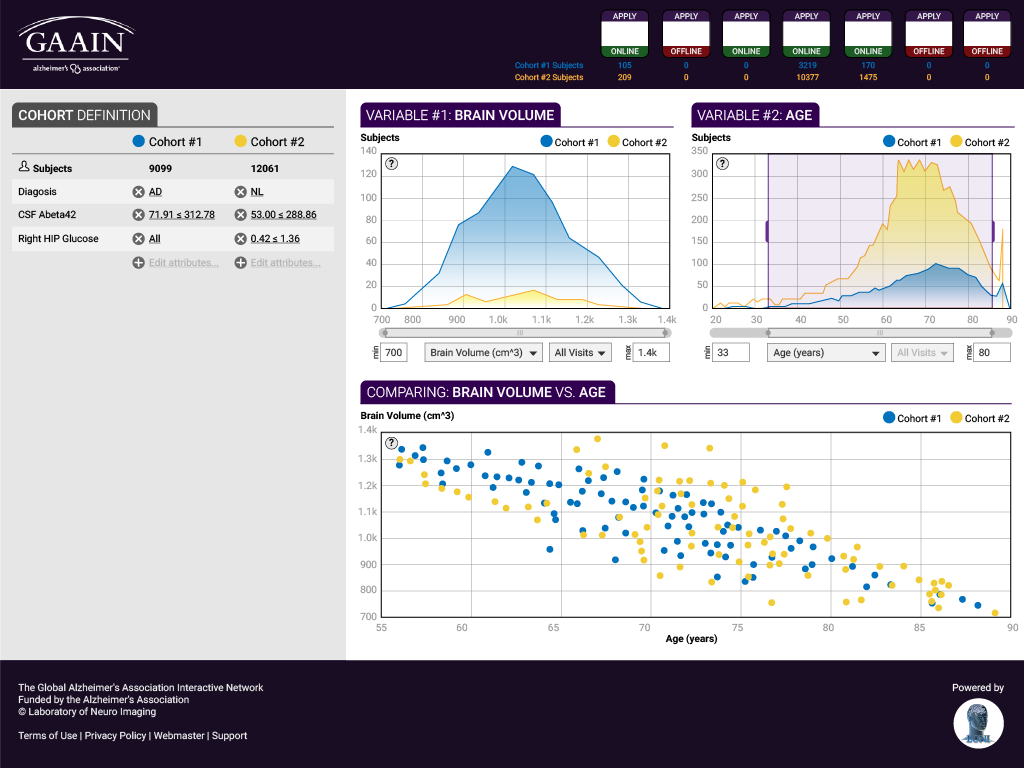 GAAIN
alzheimer's association®
APPLY APPLY APPLY APPLY APPLY APPLY APPLY
ONLINE OFFLINE ONLINE ONLINE ONLINE OFFLINE OFFLINE
Cohort #1 Subjects 105 0 0 3219 170 0 0
Cohort #2 Subjects 209 0 0 10377 1475 0 0
COHORT DEFINITION
Cohort #1 Cohort #2
Subjects 9099 12061
Diagosis AD NL
CSF Abeta42 71.91 ≤ 312.78 53.00 ≤ 288.86
Right HIP Glucose All 0.42 ≤ 1.36
Edit attributes... Edit attributes...
VARIABLE #1: BRAIN VOLUME
Subjects Cohort #1 Cohort #2
140
?
120
100
80
60
40
20
0
700 800 900 1.0k 1.1k 1.2k 1.3k 1.4k
min 700 Brain Volume (cm^3) All Visits max 1.4k
VARIABLE #2: AGE
Subjects Cohort #1 Cohort #2
350
?
300
250
200
150
100
50
0
20 30 40 50 60 70 80 90
min 33 Age (years) All Visits max 80
COMPARING: BRAIN VOLUME VS. AGE
Brain Volume (cm^3) Cohort #1 Cohort #2
1.4k
?
1.3k
1.2k
1.1k
1.0k
900
800
700
55 60 65 70 75 80 85 90
Age (years)
The Global Alzheimer's Association Interactive Network
Funded by the Alzheimer's Association
© Laboratory of Neuro Imaging
Terms of Use | Privacy Policy | Webmaster | Support
Powered by